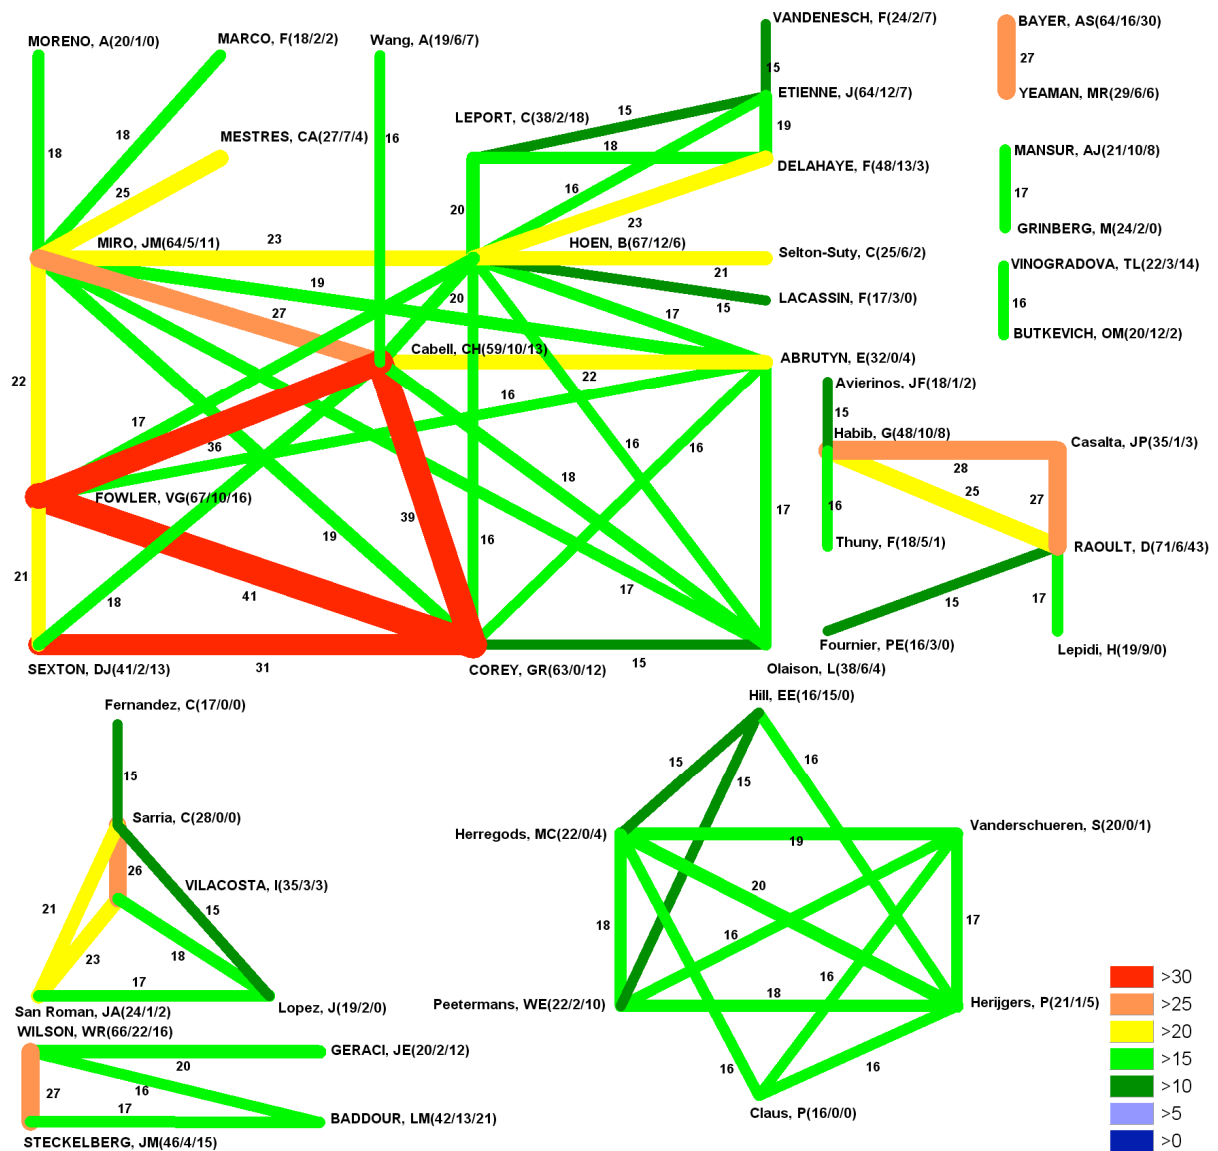 VANDENESCH, F(24/2/7)
BAYER, AS(64/16/30)
MORENO, A(20/1/0)
MARCO, F(18/2/2)
Wang, A(19/6/7)
27
15
YEAMAN, MR(29/6/6)
ETIENNE, J(64/12/7)
15
LEPORT, C(38/2/18)
19
18
MESTRES, CA(27/7/4)
16
18
18
MANSUR, AJ(21/10/8)
DELAHAYE, F(48/13/3)
25
16
17
20
23
GRINBERG, M(24/2/0)
MIRO, JM(64/5/11)
23
HOEN, B(67/12/6)
Selton-Suty, C(25/6/2)
VINOGRADOVA, TL(22/3/14)
21
19
20
LACASSIN, F(17/3/0)
16
15
27
17
BUTKEVICH, OM(20/12/2)
Cabell, CH(59/10/13)
ABRUTYN, E(32/0/4)
22
22
Avierinos, JF(18/1/2)
16
15
17
Habib, G(48/10/8)
36
16
16
Casalta, JP(35/1/3)
28
18
25
27
FOWLER, VG(67/10/16)
16
39
17
19
16
Thuny, F(18/5/1)
RAOULT, D(71/6/43)
21
17
41
18
15
17
Fournier, PE(16/3/0)
Lepidi, H(19/9/0)
31
15
SEXTON, DJ(41/2/13)
COREY, GR(63/0/12)
Olaison, L(38/6/4)
Fernandez, C(17/0/0)
Hill, EE(16/15/0)
15
15
16
15
Sarria, C(28/0/0)
Herregods, MC(22/0/4)
Vanderschueren, S(20/0/1)
19
26
VILACOSTA, I(35/3/3)
20
21
15
18
17
16
18
23
17
16
18
San Roman, JA(24/1/2)
Lopez, J(19/2/0)
Peetermans, WE(22/2/10)
Herijgers, P(21/1/5)
WILSON, WR(66/22/16)
GERACI, JE(20/2/12)
20
16
16
27
16
17
BADDOUR, LM(42/13/21)
Claus, P(16/0/0)
STECKELBERG, JM(46/4/15)
>30
>25
>20
>15
>10
>5
>0